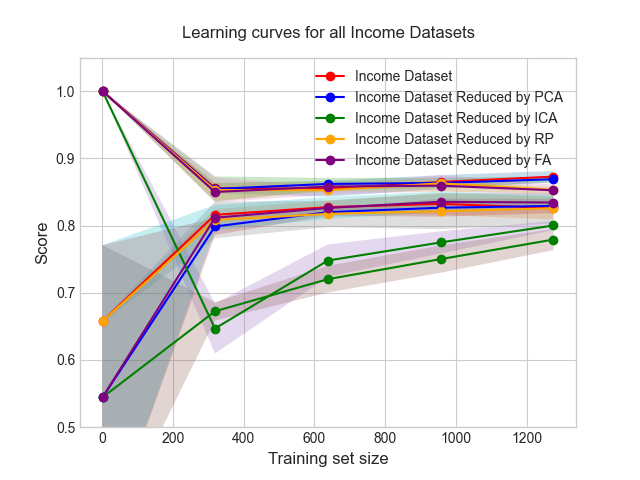 Learning curves for all Income Datasets
Income Dataset
Income Dataset Reduced by PCA
Income Dataset Reduced by ICA
Income Dataset Reduced by RP
Income Dataset Reduced by FA
Score
1.0
0.9
0.8
0.7
0.6
0.5
0 200 400 600 800 1000 1200
Training set size